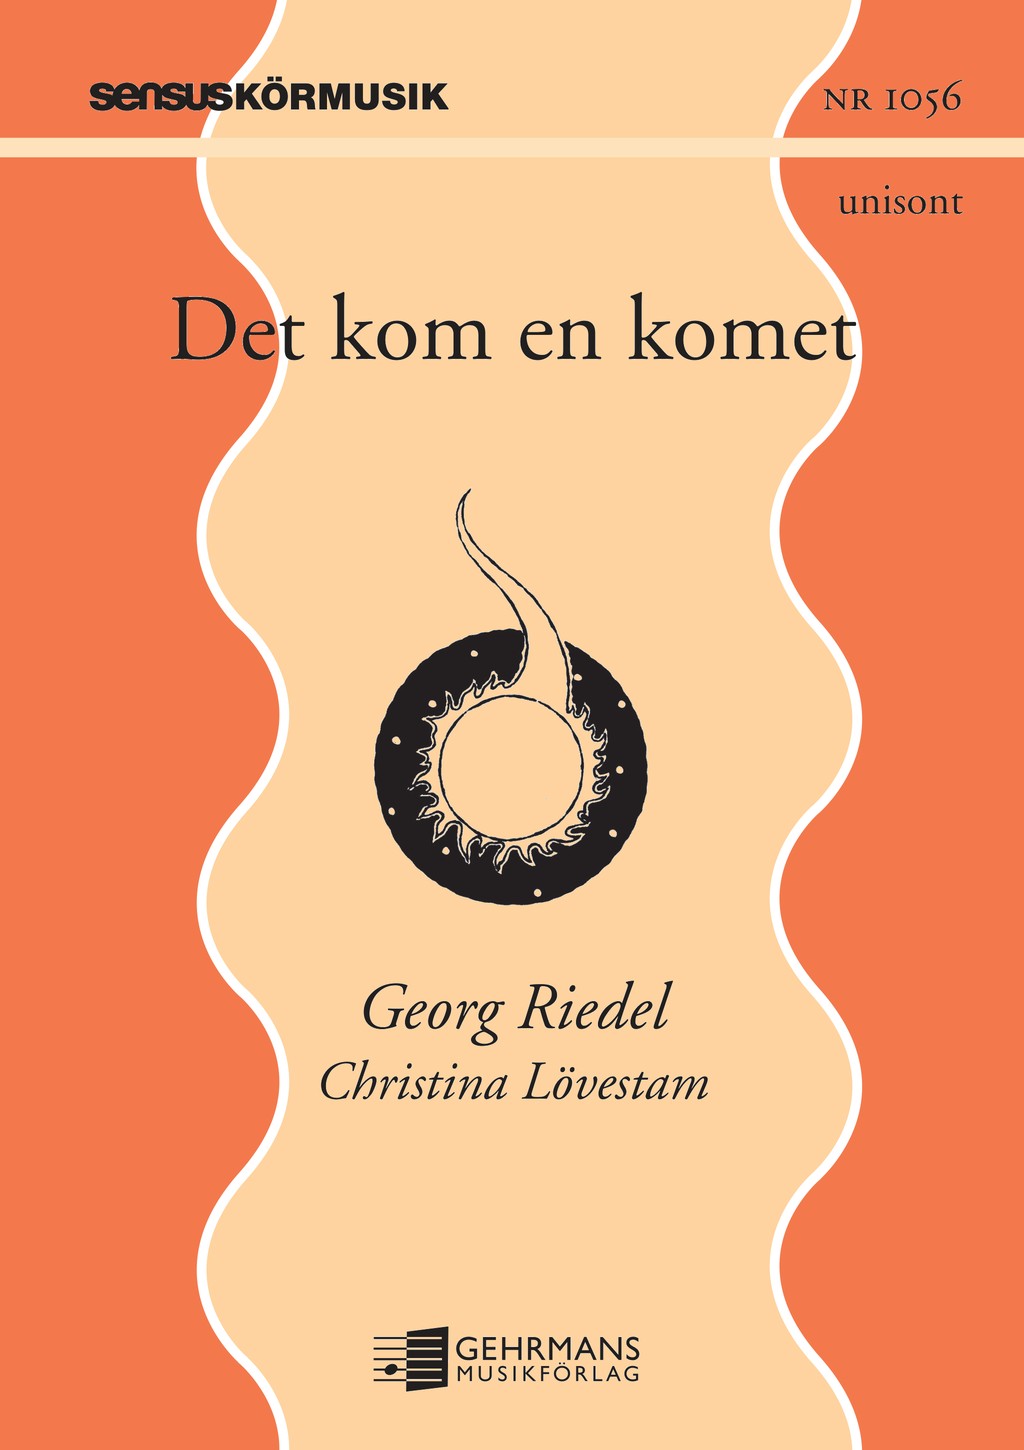 sensusKÖRMUSIK
NR 1056
unisont
Det kom en komet
Georg Riedel
Christina Lövestam
GEHRMANS
MUSIKFÖRLAG